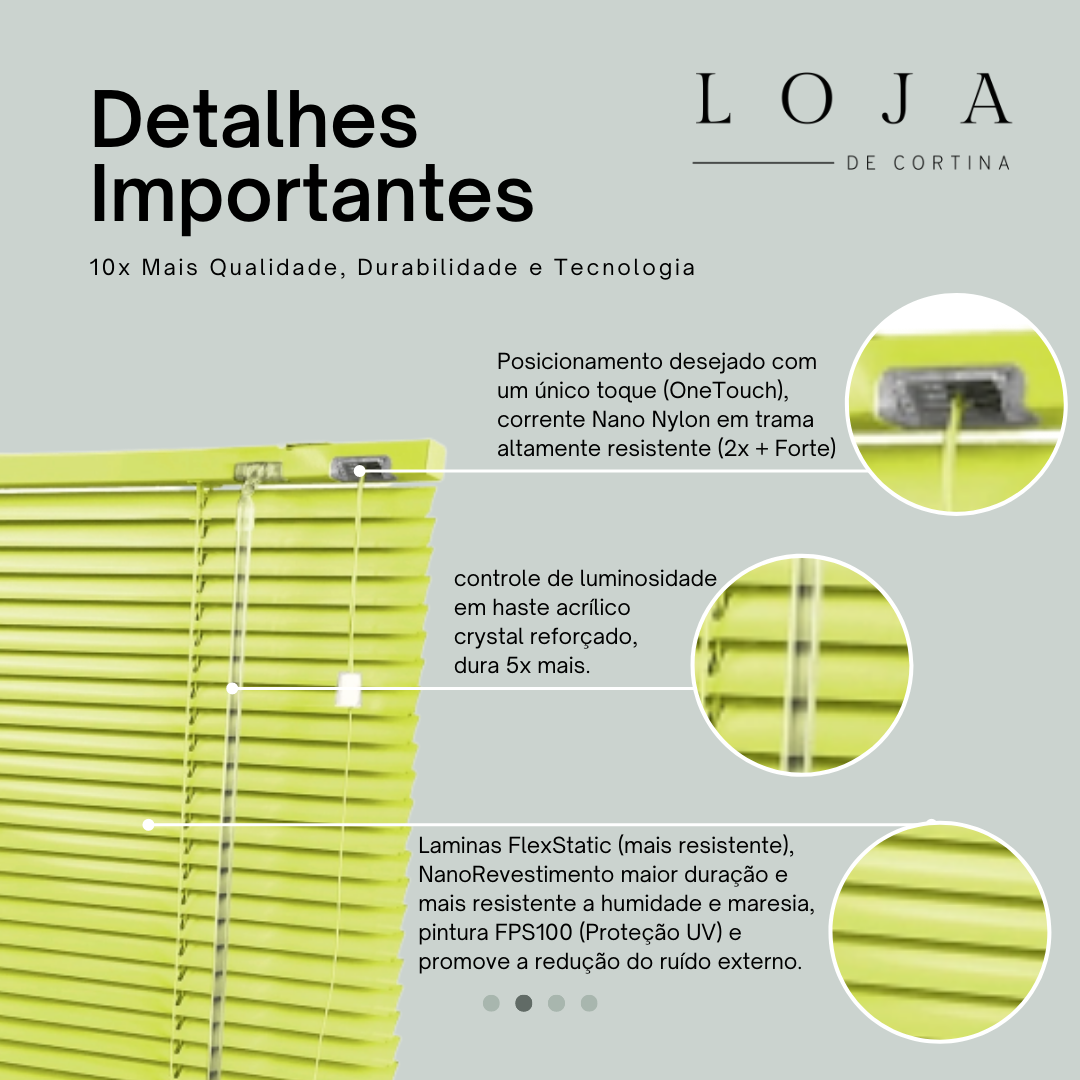 Detalhes
Importantes
LOJA
DE CORTINA
10x Mais Qualidade, Durabilidade e Tecnologia
Posicionamento desejado com
um único toque (OneTouch),
corrente Nano Nylon em trama
altamente resistente (2x + Forte)
controle de luminosidade
em haste acrílico
crystal reforçado,
dura 5x mais.
Laminas FlexStatic (mais resistente),
NanoRevestimento maior duração e
mais resistente a humidade e maresia,
pintura FPS100 (Proteção UV) e
promove a redução do ruído externo.